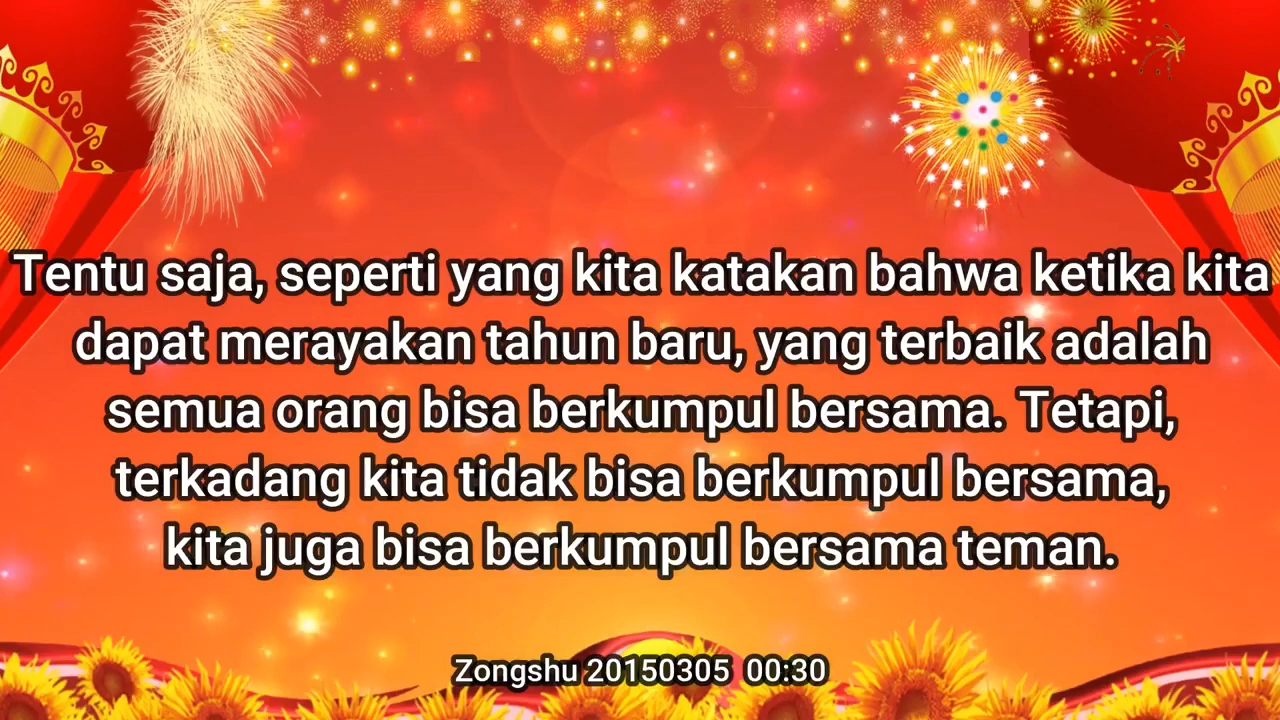 Tentu saja, seperti yang kita katakan bahwa ketika kita
dapat merayakan tahun baru, yang terbaik adalah
semua orang bisa berkumpul bersama. Tetapi,
terkadang kita tidak bisa berkumpul bersama,
kita juga bisa berkumpul bersama teman.
Zongshu 20150305 00:30